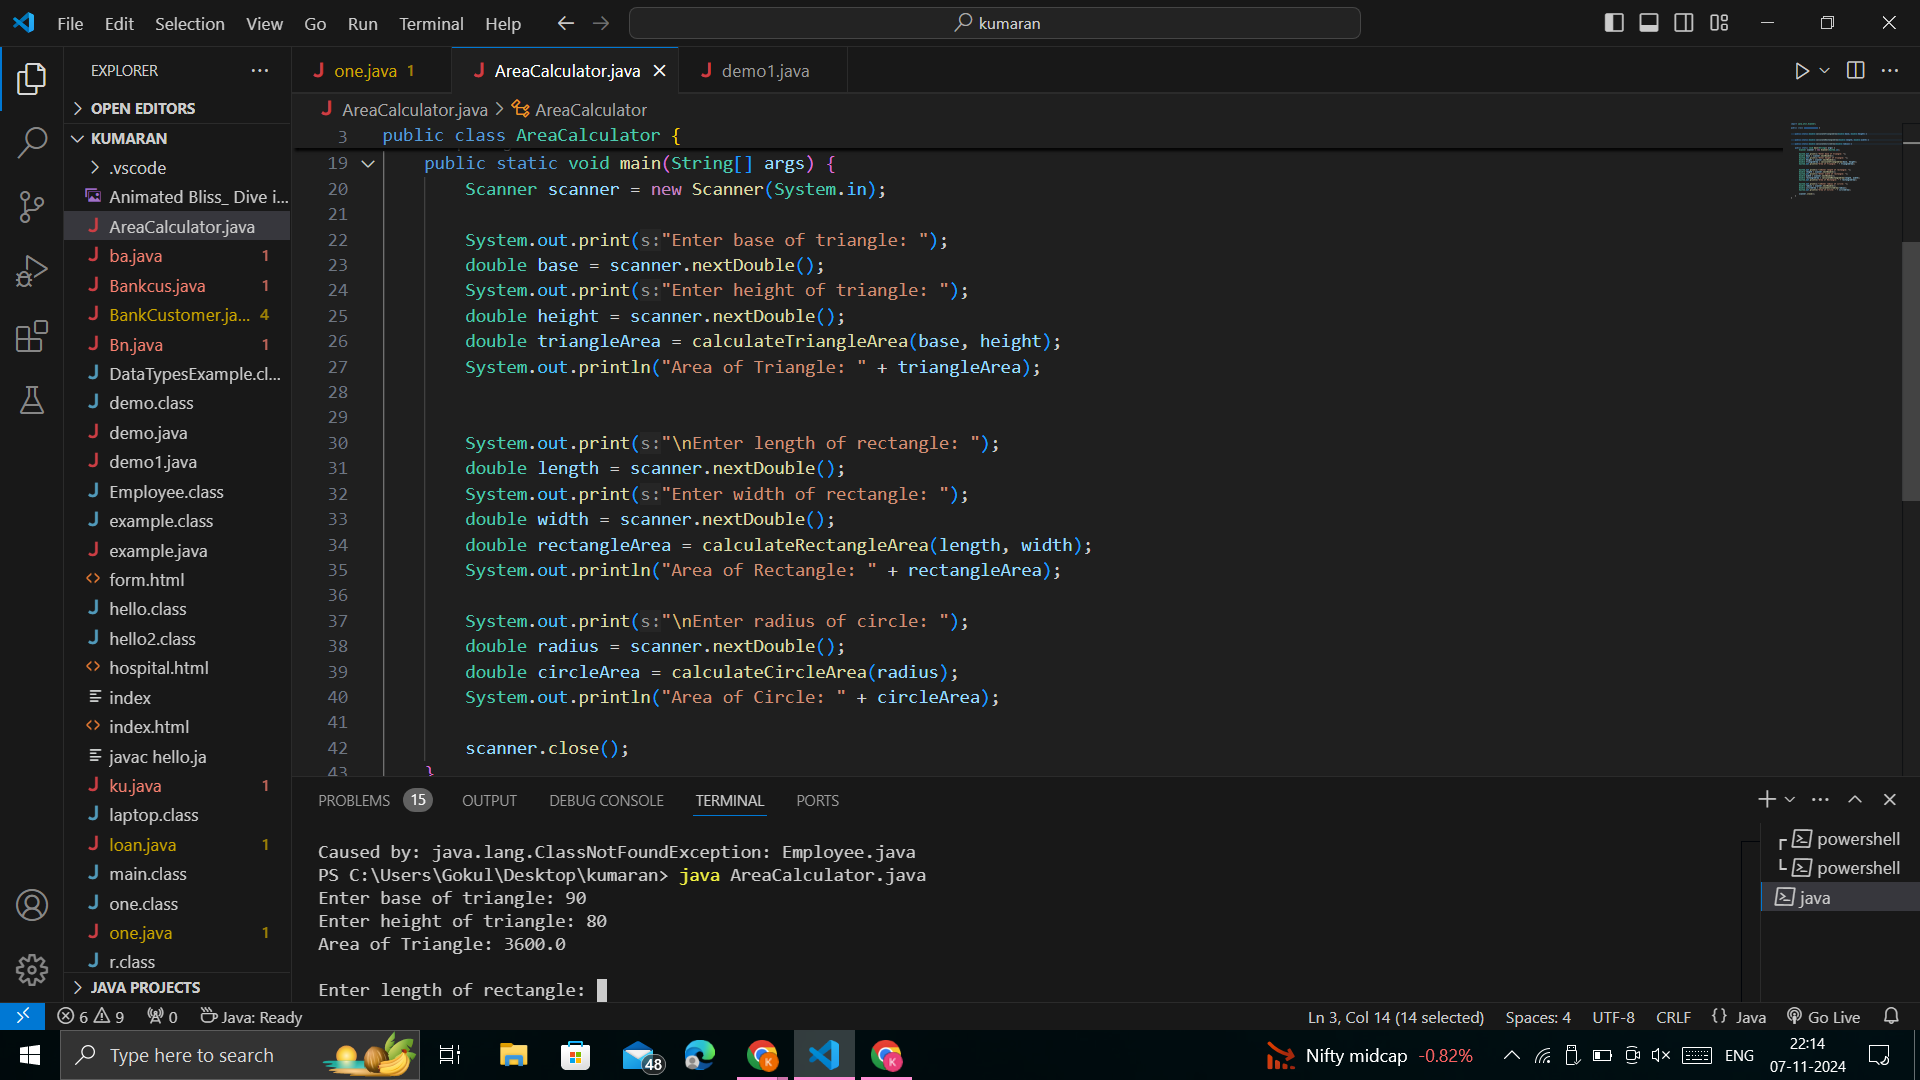 File Edit Selection View Go Run Terminal Help
kumaran
EXPLORER
one.java 1
AreaCalculator.java
demo1.java
OPEN EDITORS
KUMARAN
.vscode
Animated Bliss_ Dive i...
AreaCalculator.java
ba.java 1
Bankcus.java 1
BankCustomer.ja... 4
Bn.java 1
DataTypesExample.cl...
demo.class
demo.java
demo1.java
Employee.class
example.class
example.java
form.html
hello.class
hello2.class
hospital.html
index
index.html
javac hello.ja
ku.java 1
laptop.class
loan.java 1
main.class
one.class
one.java 1
r.class
JAVA PROJECTS
AreaCalculator.java > AreaCalculator
3 public class AreaCalculator {
19 public static void main(String[] args) {
20 Scanner scanner = new Scanner(System.in);
21
22 System.out.print(s:"Enter base of triangle: ");
23 double base = scanner.nextDouble();
24 System.out.print(s:"Enter height of triangle: ");
25 double height = scanner.nextDouble();
26 double triangleArea = calculateTriangleArea(base, height);
27 System.out.println("Area of Triangle: " + triangleArea);
28
29
30 System.out.print(s:"\nEnter length of rectangle: ");
31 double length = scanner.nextDouble();
32 System.out.print(s:"Enter width of rectangle: ");
33 double width = scanner.nextDouble();
34 double rectangleArea = calculateRectangleArea(length, width);
35 System.out.println("Area of Rectangle: " + rectangleArea);
36
37 System.out.print(s:"\nEnter radius of circle: ");
38 double radius = scanner.nextDouble();
39 double circleArea = calculateCircleArea(radius);
40 System.out.println("Area of Circle: " + circleArea);
41
42 scanner.close();
43 }
PROBLEMS 15 OUTPUT DEBUG CONSOLE TERMINAL PORTS
Caused by: java.lang.ClassNotFoundException: Employee.java
PS C:\Users\Gokul\Desktop\kumaran> java AreaCalculator.java
Enter base of triangle: 90
Enter height of triangle: 80
Area of Triangle: 3600.0
Enter length of rectangle:
powershell
powershell
java
6 9 0 Java: Ready
Ln 3, Col 14 (14 selected) Spaces: 4 UTF-8 CRLF {} Java Go Live
Type here to search
48
Nifty midcap -0.82%
ENG
22:14
07-11-2024